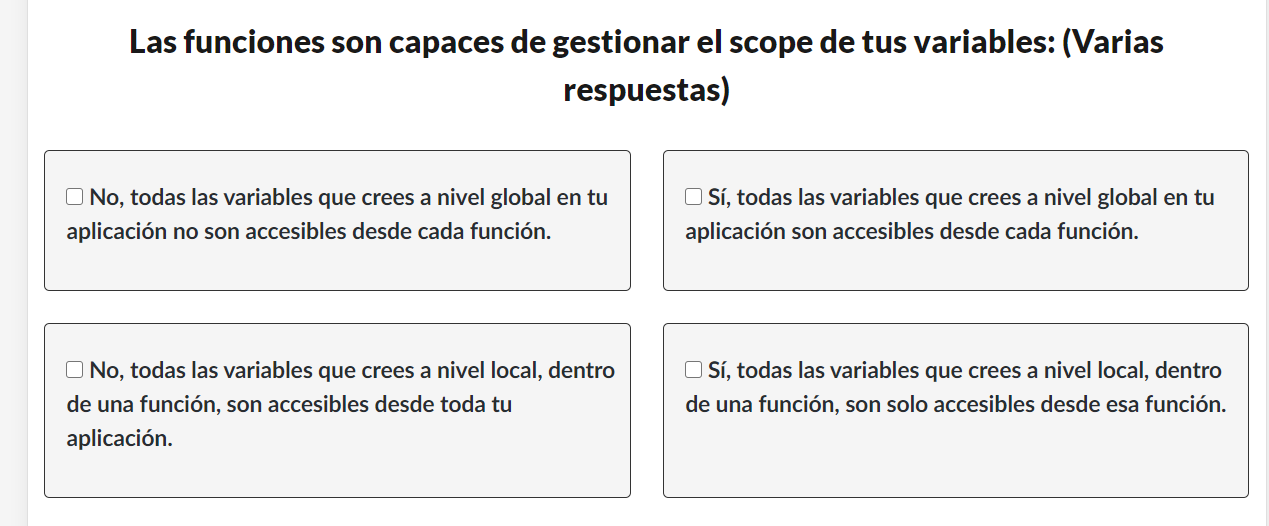 Las funciones son capaces de gestionar el scope de tus variables: (Varias
respuestas)
No, todas las variables que crees a nivel global en tu
aplicación no son accesibles desde cada función.
Sí, todas las variables que crees a nivel global en tu
aplicación son accesibles desde cada función.
No, todas las variables que crees a nivel local, dentro
de una función, son accesibles desde toda tu
aplicación.
Sí, todas las variables que crees a nivel local, dentro
de una función, son solo accesibles desde esa función.